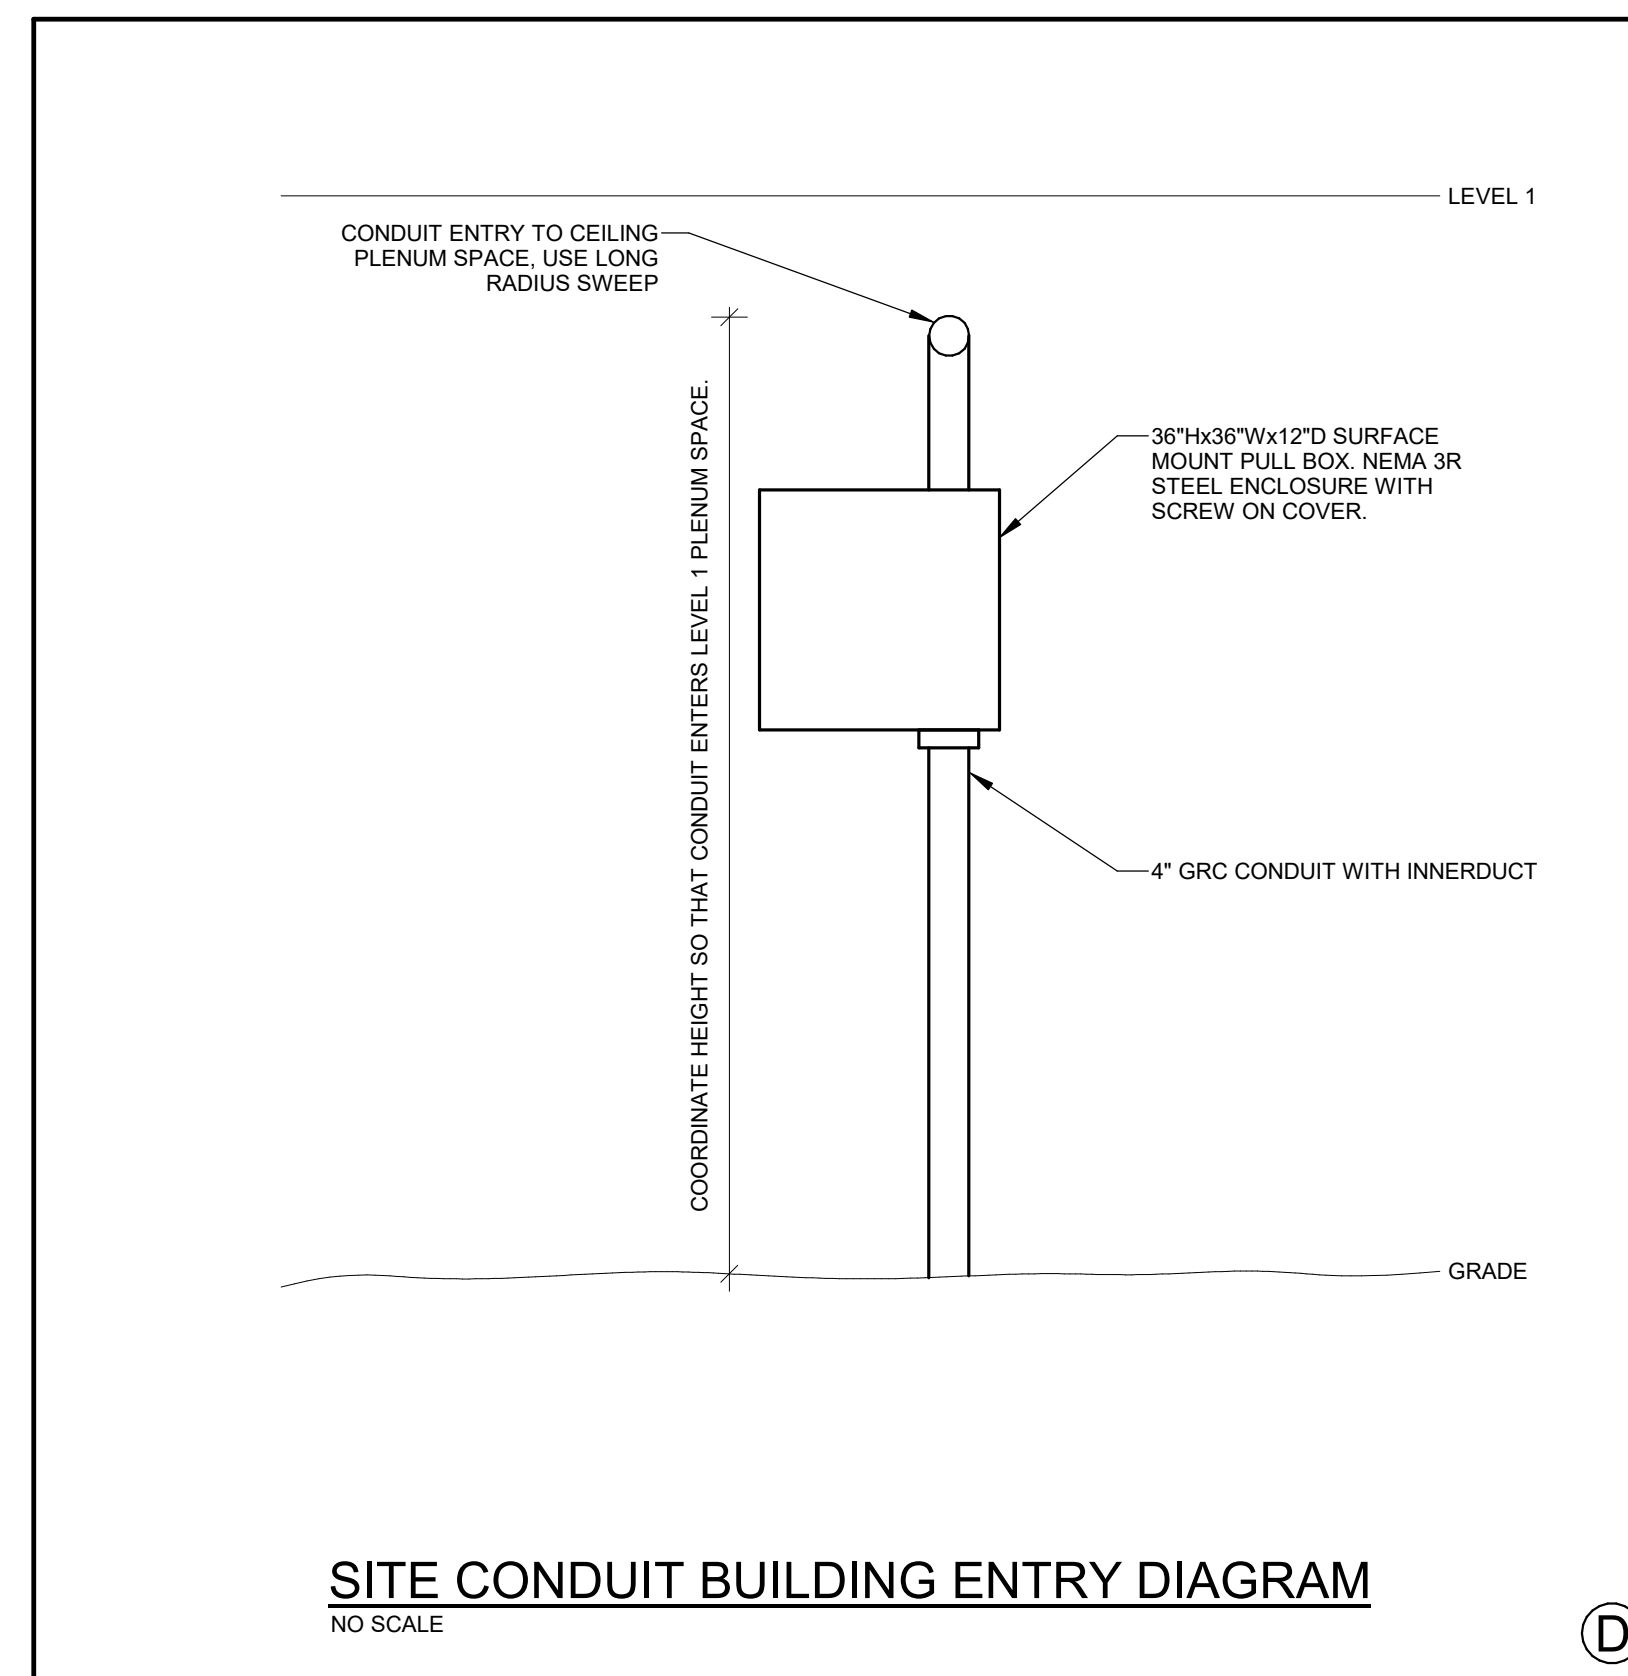 LEVEL 1
CONDUIT ENTRY TO CEILING
PLENUM SPACE, USE LONG
RADIUS SWEEP
COORDINATE HEIGHT SO THAT CONDUIT ENTERS LEVEL 1 PLENUM SPACE.
36"Hx36"Wx12"D SURFACE
MOUNT PULL BOX. NEMA 3R
STEEL ENCLOSURE WITH
SCREW ON COVER.
4" GRC CONDUIT WITH INNERDUCT
GRADE
SITE CONDUIT BUILDING ENTRY DIAGRAM
NO SCALE
D